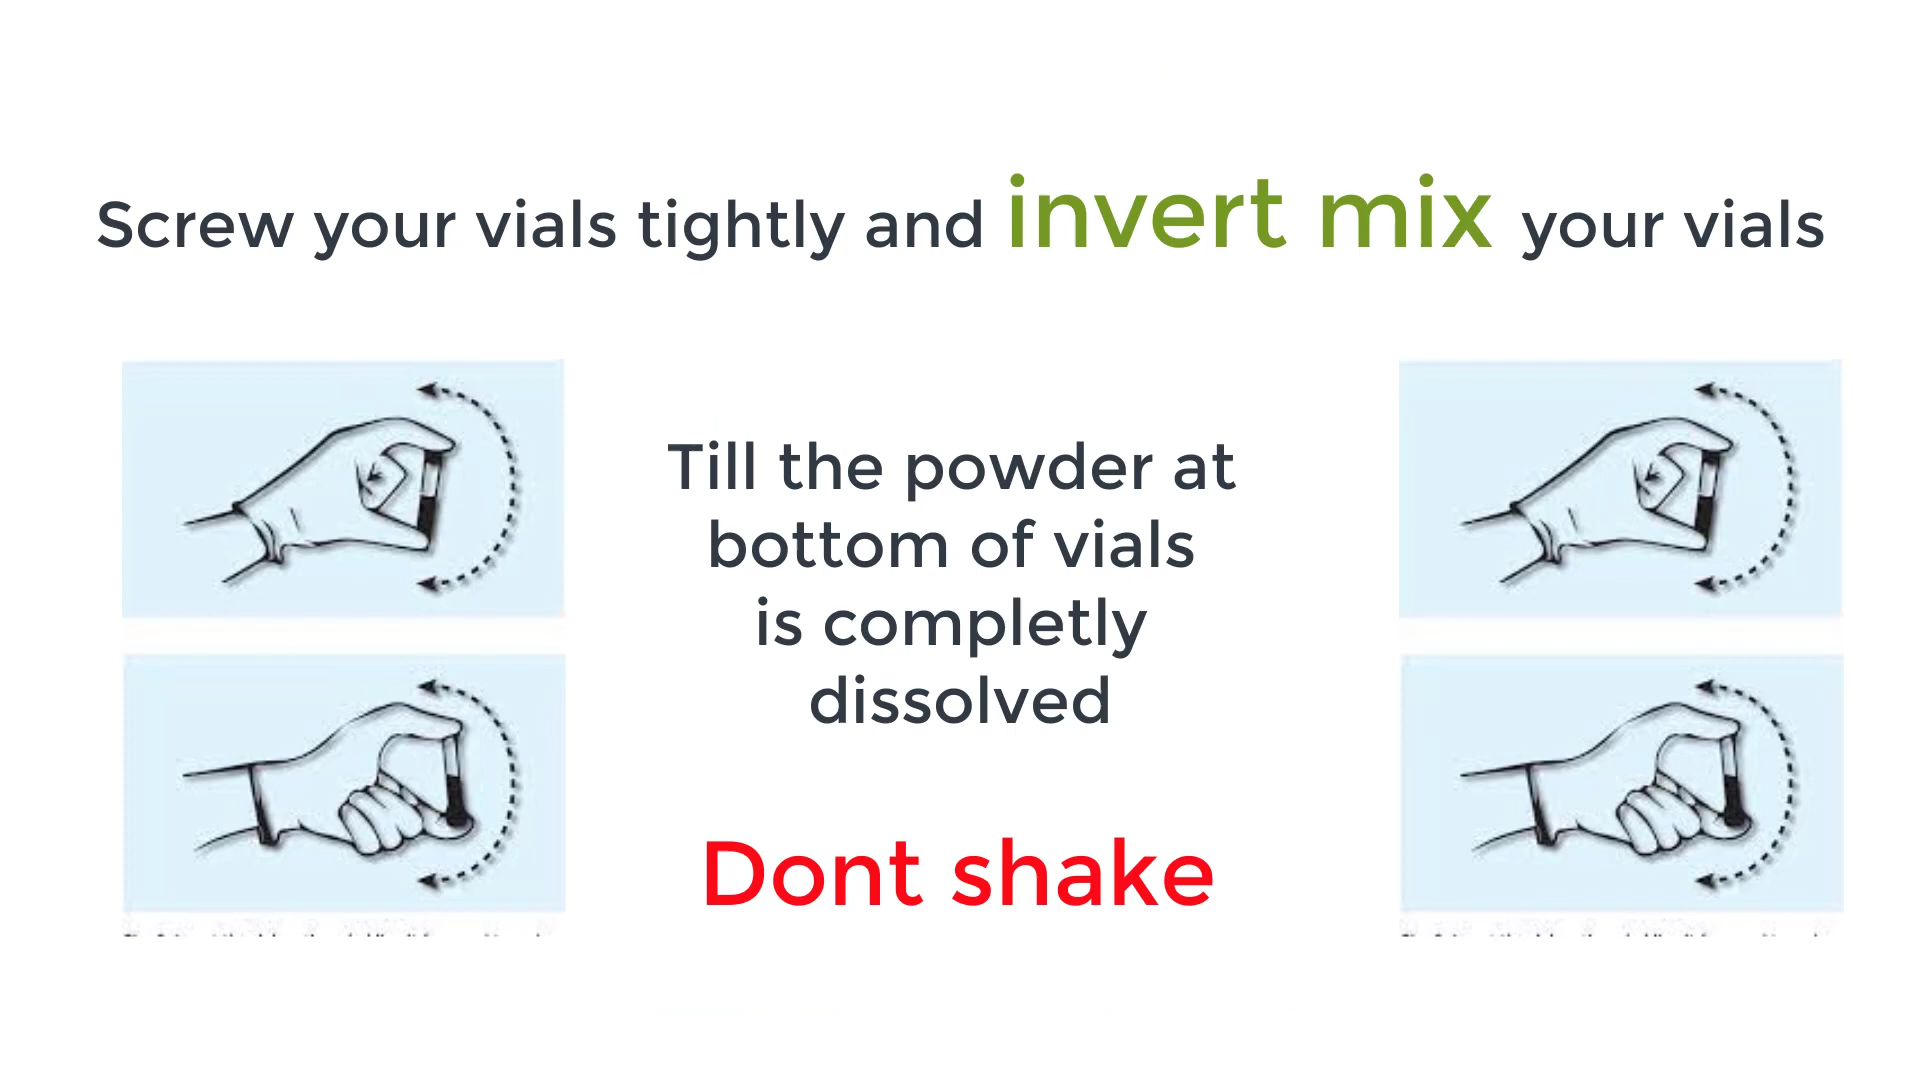 Screw your vials tightly and invert mix your vials
Till the powder at
bottom of vials
is completly
dissolved
Dont shake